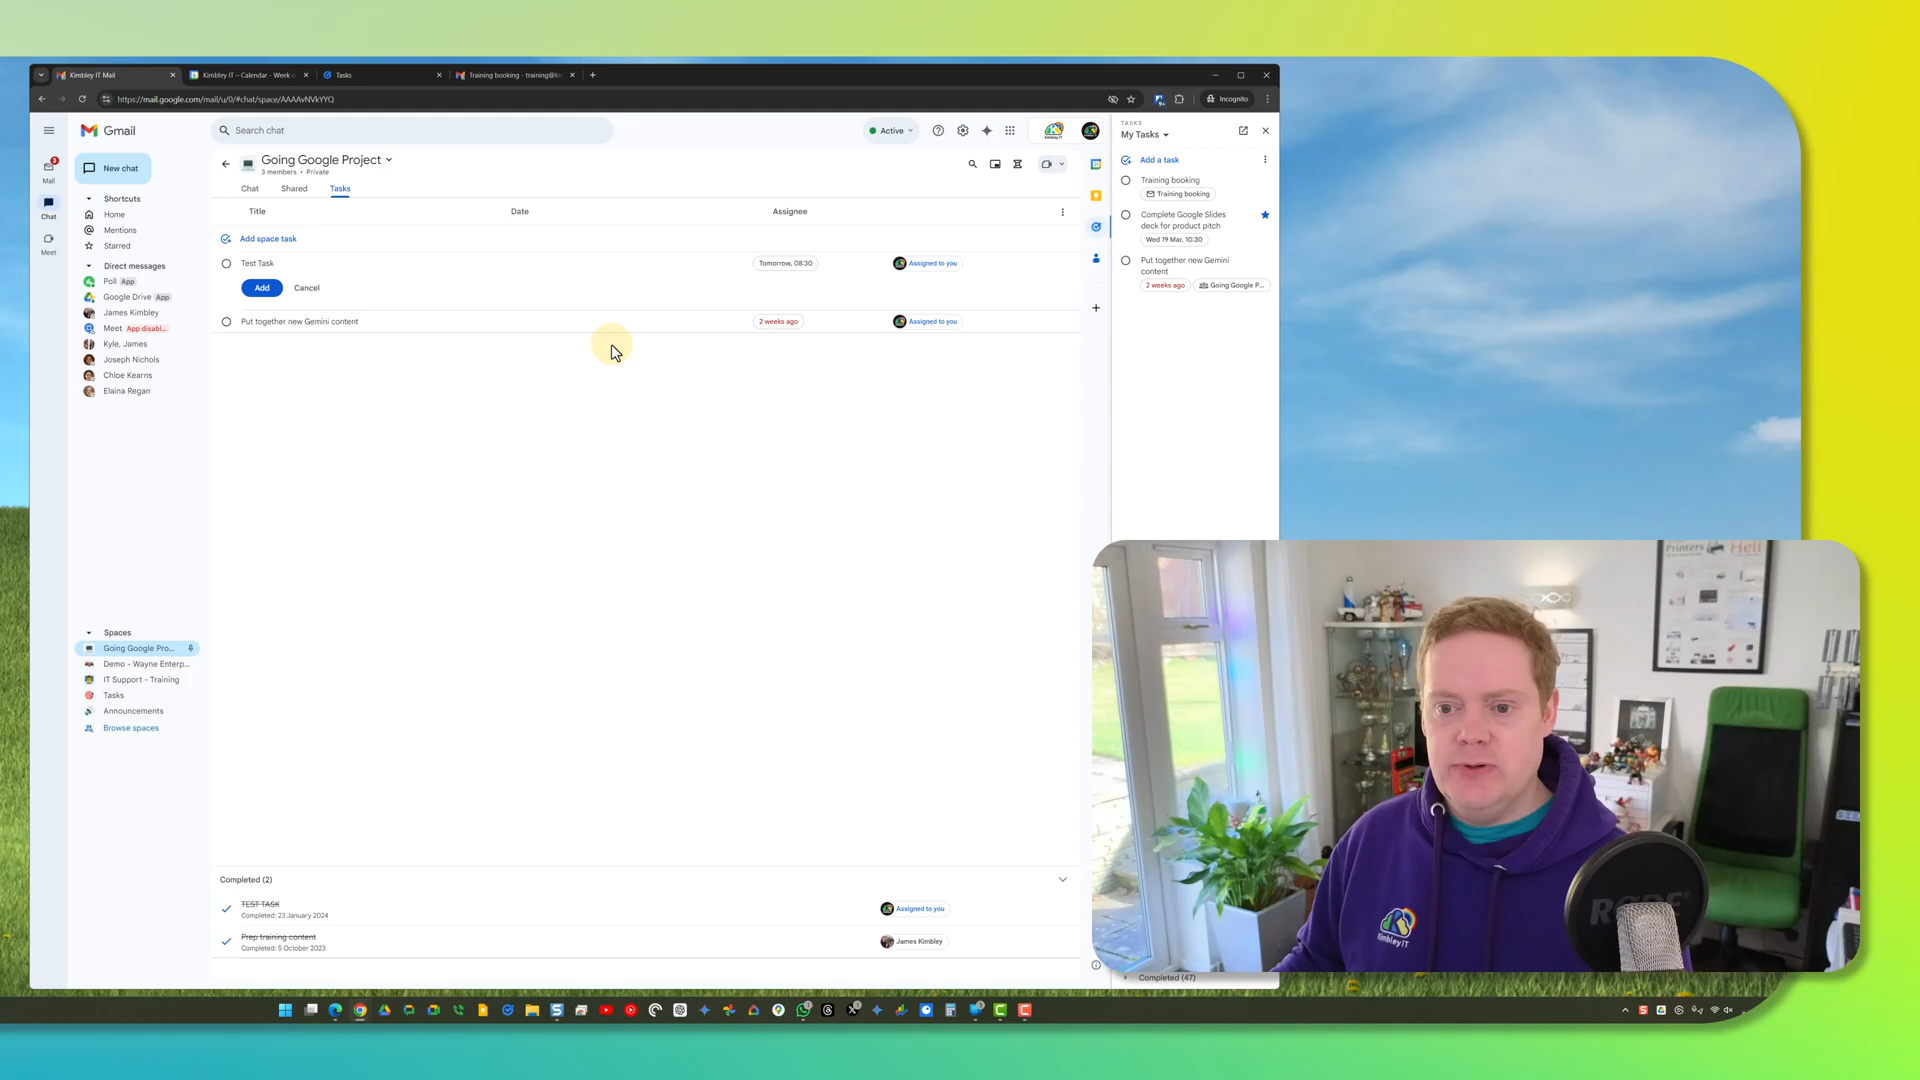 Kimbley IT Mail
Kimbley IT – Calendar - Week o
Tasks
Training booking - training@k
https://mail.google.com/mail/u/0/#chat/space/AAAAvNVkYYQ
Incognito
Gmail
Search chat
Active
Kimbley IT
TASKS
My Tasks
3
Mail
Chat
Meet
New chat
Shortcuts
Home
Mentions
Starred
Direct messages
Poll App
Google Drive App
James Kimbley
Meet App disabl...
Kyle, James
Joseph Nichols
Chloe Kearns
Elaina Regan
Spaces
Going Google Pro...
Demo - Wayne Enterp...
IT Support - Training
Tasks
Announcements
Browse spaces
Going Google Project
3 members • Private
Chat Shared Tasks
Title Date Assignee
Add space task
Test Task Tomorrow, 08:30 Assigned to you
Add Cancel
Put together new Gemini content 2 weeks ago Assigned to you
Completed (2)
TEST TASK
Completed: 23 January 2024
Assigned to you
Prep training content
Completed: 5 October 2023
James Kimbley
Add a task
Training booking
Training booking
Complete Google Slides
deck for product pitch
Wed 19 Mar, 10:30
Put together new Gemini
content
2 weeks ago Going Google P...
Completed (47)
Printers Hell
Kimbley IT